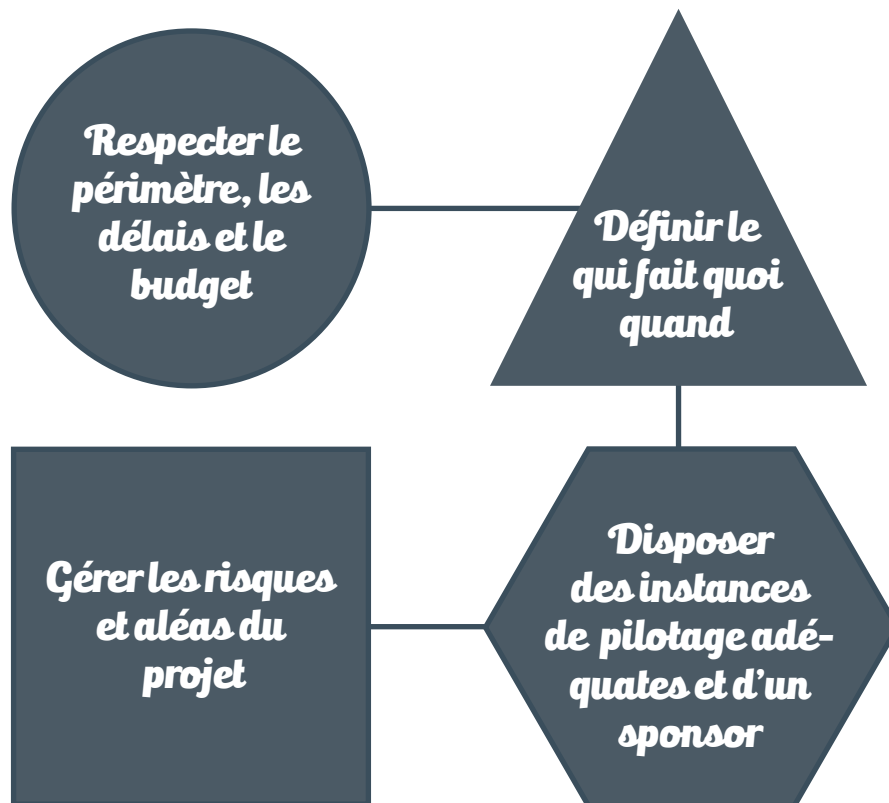 Respecter le
périmètre, les
délais et le
budget
Définir le
qui fait quoi
quand
Disposer
des instances
de pilotage adé-
quates et d'un
sponsor
Gérer les risques
et aléas du
projet